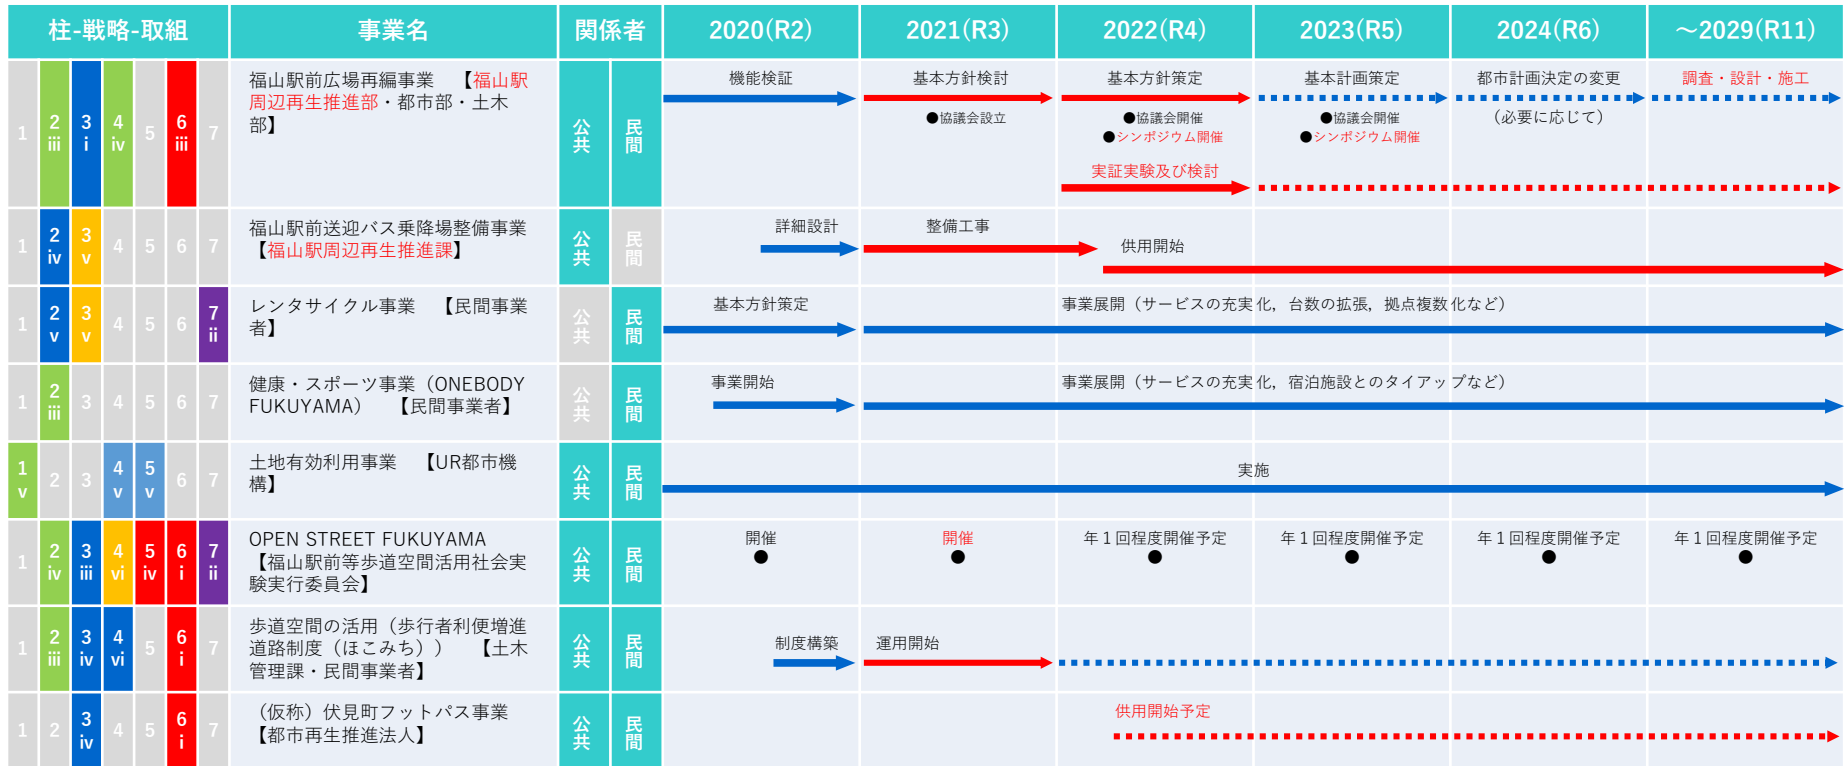 柱-戦略-取組 事業名 関係者 2020(R2) 2021(R3) 2022(R4) 2023(R5) 2024(R6) ～2029(R11)
1 2 iii 3 i 4 iv 5 6 iii 7
福山駅前広場再編事業　【福山駅
周辺再生推進部・都市部・土木
部】
公共 民間
機能検証 基本方針検討 基本方針策定 基本計画策定 都市計画決定の変更 調査・設計・施工
●協議会設立 ●協議会開催 ●協議会開催 （必要に応じて）
●シンポジウム開催 ●シンポジウム開催
実証実験及び検討
1 2 iv 3 v 4 5 6 7
福山駅前送迎バス乗降場整備事業
【福山駅周辺再生推進課】
公共 民間
詳細設計 整備工事
供用開始
1 2 v 3 v 4 5 6 7 ii
レンタサイクル事業　【民間事業
者】
公共 民間
基本方針策定 事業展開（サービスの充実化，台数の拡張，拠点複数化など）
1 2 iii 3 4 5 6 7
健康・スポーツ事業（ONEBODY
FUKUYAMA）　【民間事業者】
公共 民間
事業開始 事業展開（サービスの充実化，宿泊施設とのタイアップなど）
1 v 2 3 4 v 5 v 6 7
土地有効利用事業　【UR都市機
構】
公共 民間
実施
1 2 iv 3 iii 4 vi 5 iv 6 i 7 ii
OPEN STREET FUKUYAMA
【福山駅前等歩道空間活用社会実
験実行委員会】
公共 民間
開催 開催 年１回程度開催予定 年１回程度開催予定 年１回程度開催予定 年１回程度開催予定
● ● ● ● ● ●
1 2 iii 3 iv 4 vi 5 6 i 7
歩道空間の活用（歩行者利便増進
道路制度（ほこみち））　【土木
管理課・民間事業者】
公共 民間
制度構築 運用開始
1 2 3 iv 4 5 6 i 7
（仮称）伏見町フットパス事業
【都市再生推進法人】
公共 民間
供用開始予定